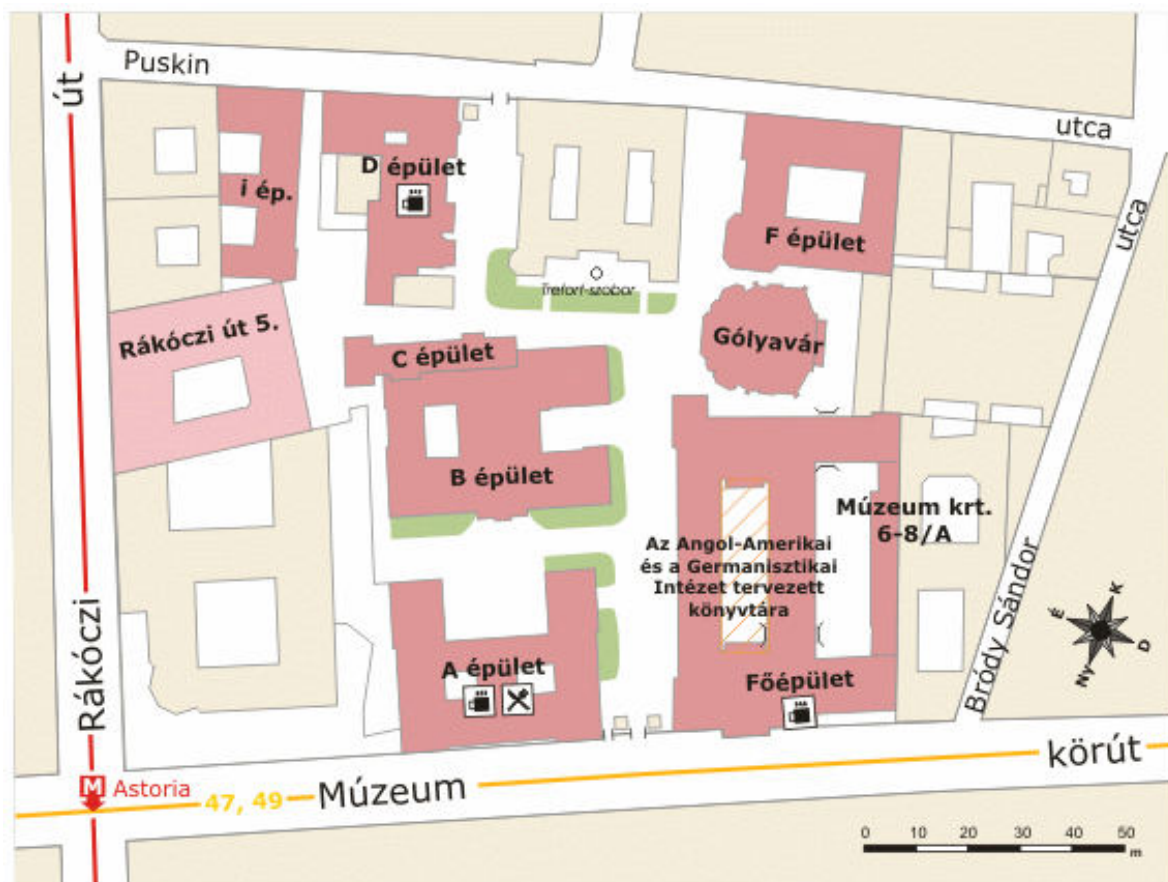 Puskin
utca
út
D épület
i ép.
F épület
utca
Trefort-szobor
Rákóczi út 5.
C épület
Gólyavár
B épület
Múzeum krt.
6-8/A
Az Angol-Amerikai
és a Germanisztikai
Intézet tervezett
könyvtára
Rákóczi
Bródy Sándor
É
K
Ny
D
A épület
Főépület
M Astoria
47, 49
Múzeum
körút
0 10 20 30 40 50
m